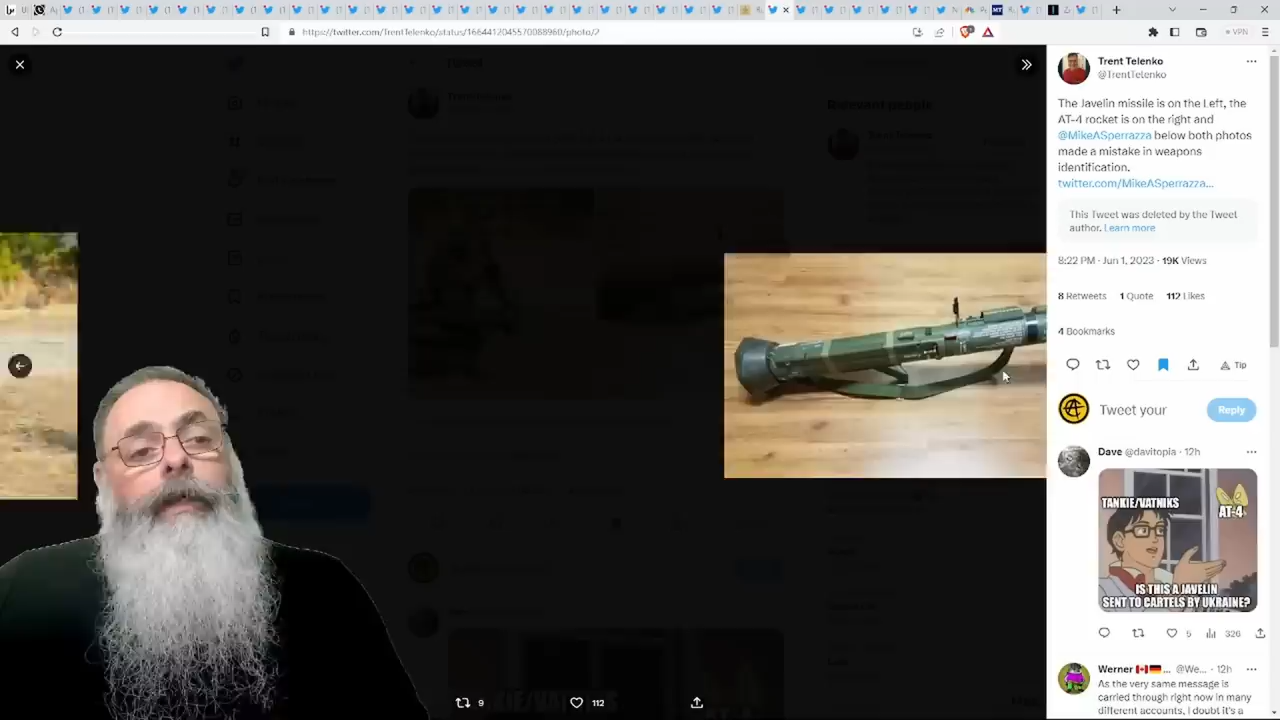 https://twitter.com/TrentTelenko/status/1664412045570088960/photo/2
VPN
Trent Telenko
@TrentTelenko
The Javelin missile is on the Left, the
AT-4 rocket is on the right and
@MikeASperrazza below both photos
made a mistake in weapons
identification.
twitter.com/MikeASperrazza...
This Tweet was deleted by the Tweet
author. Learn more
8:22 PM · Jun 1, 2023 · 19K Views
8 Retweets 1 Quote 112 Likes
4 Bookmarks
Tip
Tweet your
Reply
Dave @davitopia · 12h
TANKIE/VATNIKS
AT-4
IS THIS A JAVELIN
SENT TO CARTELS BY UKRAINE?
5
326
Werner @We... · 12h
As the very same message is
carried through right now in many
different accounts, I doubt it's a
9
112
Relevant people